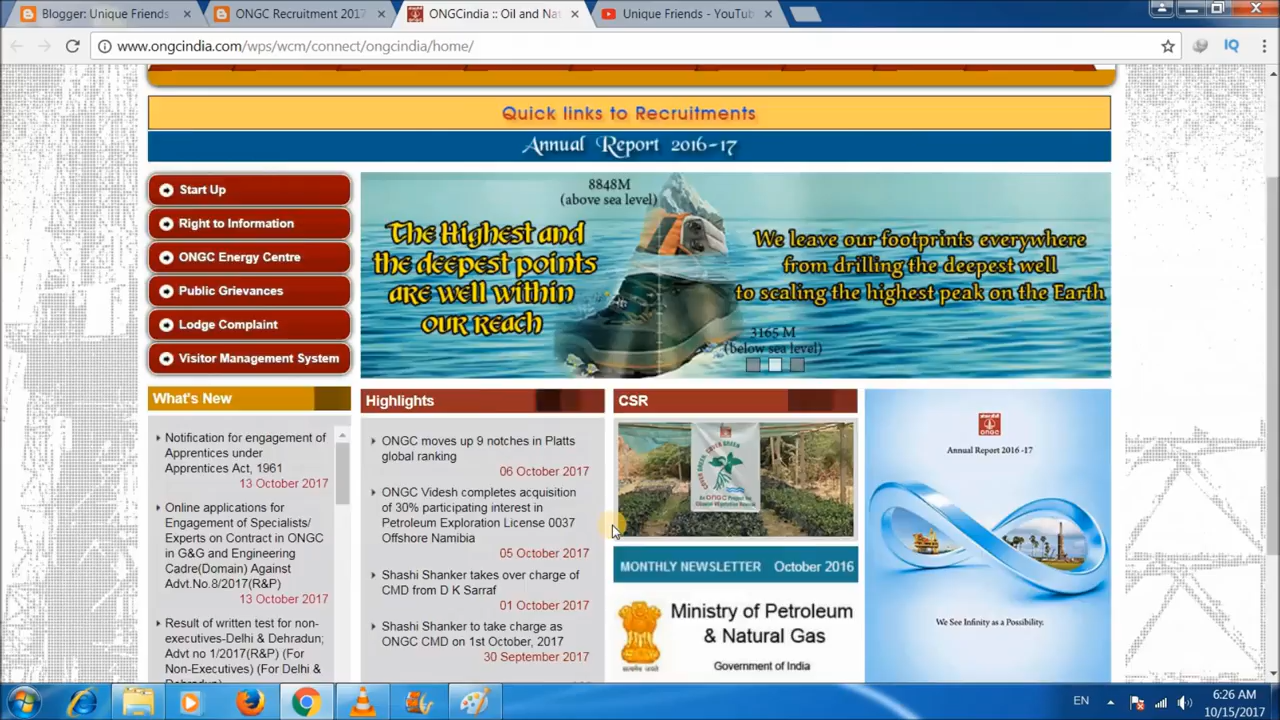 Blogger: Unique Friends
ONGC Recruitment 2017
ONGCindia :: Oil and Nat
Unique Friends - YouTub
www.ongcindia.com/wps/wcm/connect/ongcindia/home/
IQ
Quick links to Recruitments
Annual Report 2016-17
Start Up
Right to Information
ONGC Energy Centre
Public Grievances
Lodge Complaint
Visitor Management System
8848M
(above sea level)
The Highest and
the deepest points
are well within
our reach
We leave our footprints everywhere
from drilling the deepest well
to scaling the highest peak on the Earth
3165 M
(below sea level)
What's New
Notification for engagement of
Apprentices under
Apprentices Act, 1961
13 October 2017
Online applications for
Engagement of Specialists/
Experts on Contract in ONGC
in G&G and Engineering
Cadre(Domain) Against
Advt.No.8/2017(R&P)
13 October 2017
Result of written test for non-
executives-Delhi & Dehradun;
Advt no 1/2017(R&P) (For
Non-Executives) (For Delhi &
Highlights
ONGC moves up 9 notches in Platts
global ranking
06 October 2017
ONGC Videsh completes acquisition
of 30% participating interest in
Petroleum Exploration License 0037
Offshore Namibia
05 October 2017
Shashi Shanker takes over charge of
CMD from D K Sarraf
01 October 2017
Shashi Shanker to take charge as
ONGC CMD on 1st October, 2017
30 September 2017
CSR
MONTHLY NEWSLETTER October 2016
Ministry of Petroleum
& Natural Gas
Government of India
Annual Report 2016 -17
We See Infinity as a Possibility.
EN
6:26 AM
10/15/2017